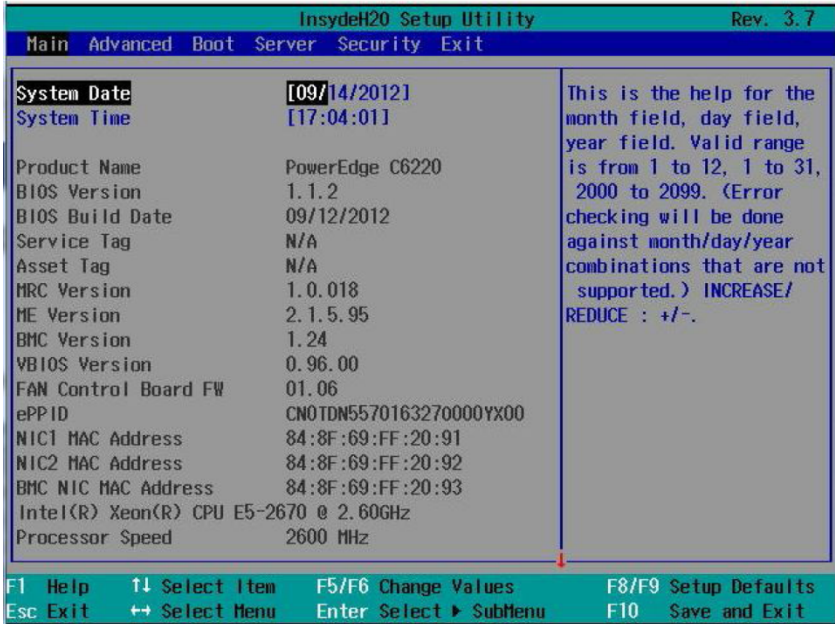 InsydeH20 Setup Utility Rev. 3.7
Main Advanced Boot Server Security Exit
System Date [09/14/2012]
System Time [17:04:01]
Product Name PowerEdge C6220
BIOS Version 1.1.2
BIOS Build Date 09/12/2012
Service Tag N/A
Asset Tag N/A
MRC Version 1.0.018
ME Version 2.1.5.95
BMC Version 1.24
VBIOS Version 0.96.00
FAN Control Board FW 01.06
ePPID CN0TDN5570163270000YX00
NIC1 MAC Address 84:8F:69:FF:20:91
NIC2 MAC Address 84:8F:69:FF:20:92
BMC NIC MAC Address 84:8F:69:FF:20:93
Intel(R) Xeon(R) CPU E5-2670 @ 2.60GHz
Processor Speed 2600 MHz
This is the help for the
month field, day field,
year field. Valid range
is from 1 to 12, 1 to 31,
2000 to 2099. (Error
checking will be done
against month/day/year
combinations that are not
supported.) INCREASE/
REDUCE : +/-.
F1 Help ↑↓ Select Item F5/F6 Change Values F8/F9 Setup Defaults
Esc Exit ↔ Select Menu Enter Select ▶ SubMenu F10 Save and Exit